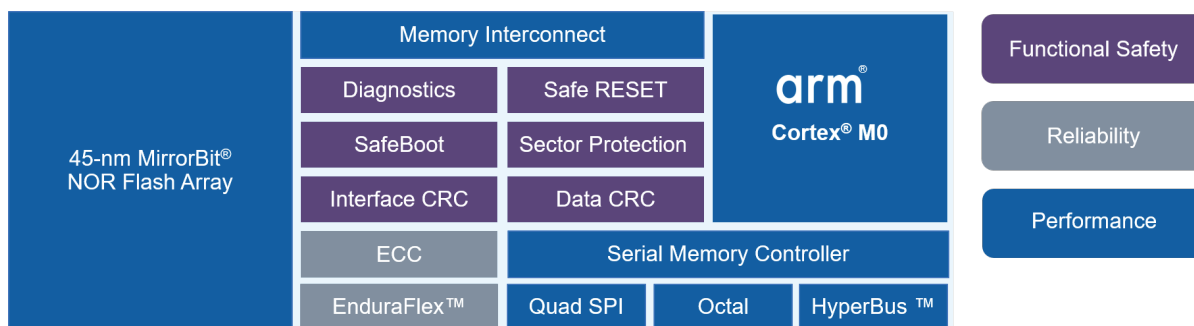 45-nm MirrorBit®
NOR Flash Array
Memory Interconnect
Diagnostics
Safe RESET
SafeBoot
Sector Protection
Interface CRC
Data CRC
ECC
EnduraFlex™
arm®
Cortex® M0
Serial Memory Controller
Quad SPI
Octal
HyperBus ™
Functional Safety
Reliability
Performance